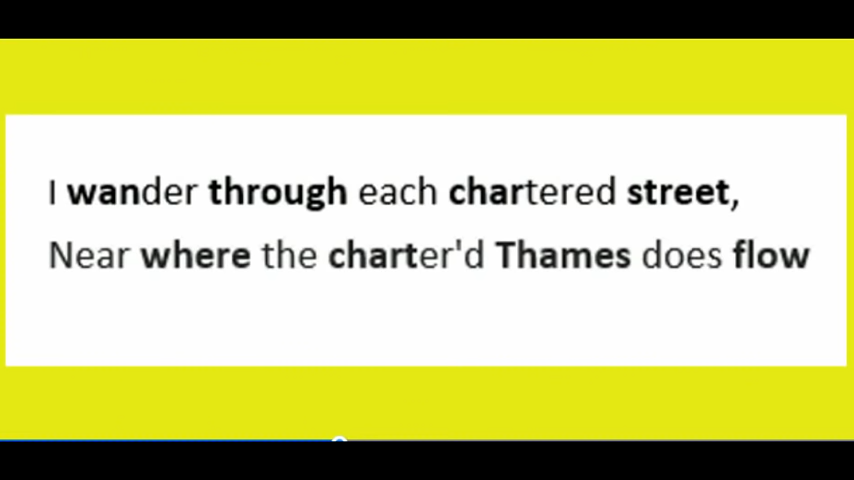 I wander through each chartered street,
Near where the charter'd Thames does flow